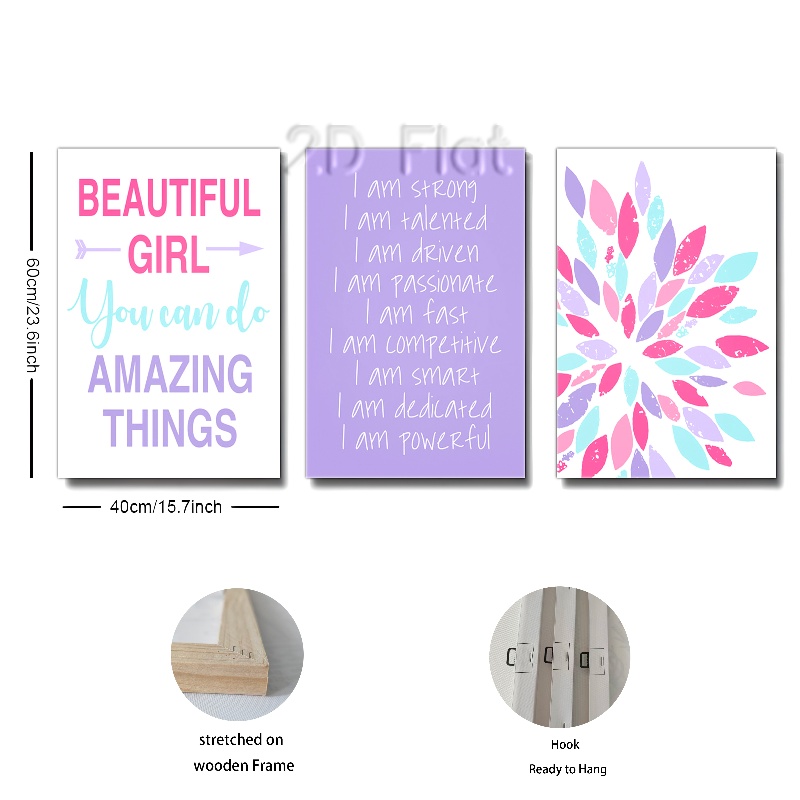 2D Flat
BEAUTIFUL
GIRL
You can do
AMAZING
THINGS
I am strong
I am talented
I am driven
I am passionate
I am fast
I am competitive
I am smart
I am dedicated
I am powerful
60cm/23.6inch
40cm/15.7inch
stretched on
wooden Frame
Hook
Ready to Hang